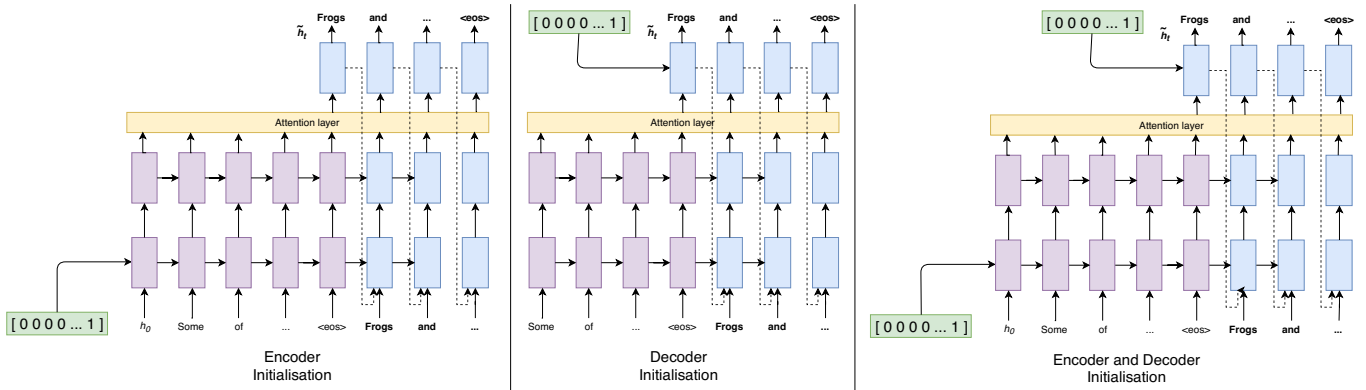 Frogs and ... <eos>
h̃t
[ 0 0 0 0 ... 1 ]
Attention layer
h0 Some of ... <eos> Frogs and ...
Encoder
Initialisation
[ 0 0 0 0 ... 1 ]
Frogs and ... <eos>
Attention layer
Some of ... <eos> Frogs and ...
Decoder
Initialisation
[ 0 0 0 0 ... 1 ]
Frogs and ... <eos>
h̃t
Attention layer
[ 0 0 0 0 ... 1 ]
h0 Some of ... <eos> Frogs and ...
Encoder and Decoder
Initialisation